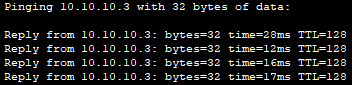 Pinging 10.10.10.3 with 32 bytes of data:
Reply from 10.10.10.3: bytes=32 time=28ms TTL=128
Reply from 10.10.10.3: bytes=32 time=12ms TTL=128
Reply from 10.10.10.3: bytes=32 time=16ms TTL=128
Reply from 10.10.10.3: bytes=32 time=17ms TTL=128